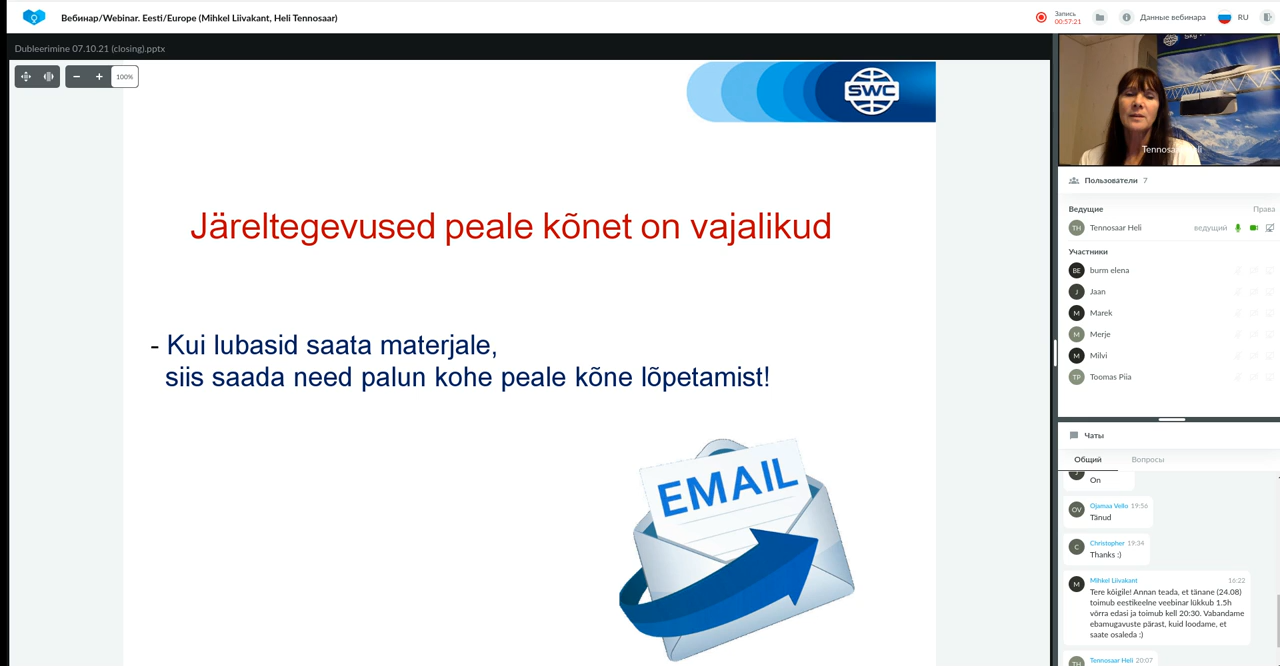 Вебинар/Webinar. Eesti/Europe (Mihkel Liivakant, Heli Tennosaar)
Запись
00:57:21
Данные вебинара
RU
Dubleerimine 07.10.21 (closing).pptx
100%
SWC
Järeltegevused peale kõnet on vajalikud
- Kui lubasid saata materjale,
siis saada need palun kohe peale kõne lõpetamist!
EMAIL
Пользователи 7
Ведущие
Права
TH Tennosaar Heli ведущий
Участники
BE burm elena
J Jaan
M Marek
M Merje
M Milvi
TP Toomas Piia
Чаты
Общий
Вопросы
On
OV Ojamaa Vello 19:56
Tänud
C Christopher 19:34
Thanks :)
M Mihkel Liivakant 16:22
Tere kõigile! Annan teada, et tänane (24.08)
toimub eestikeelne veebinar lükkub 1.5h
võrra edasi ja toimub kell 20:30. Vabandame
ebamugavuste pärast, kuid loodame, et
saate osaleda :)
TH Tennosaar Heli 20:07